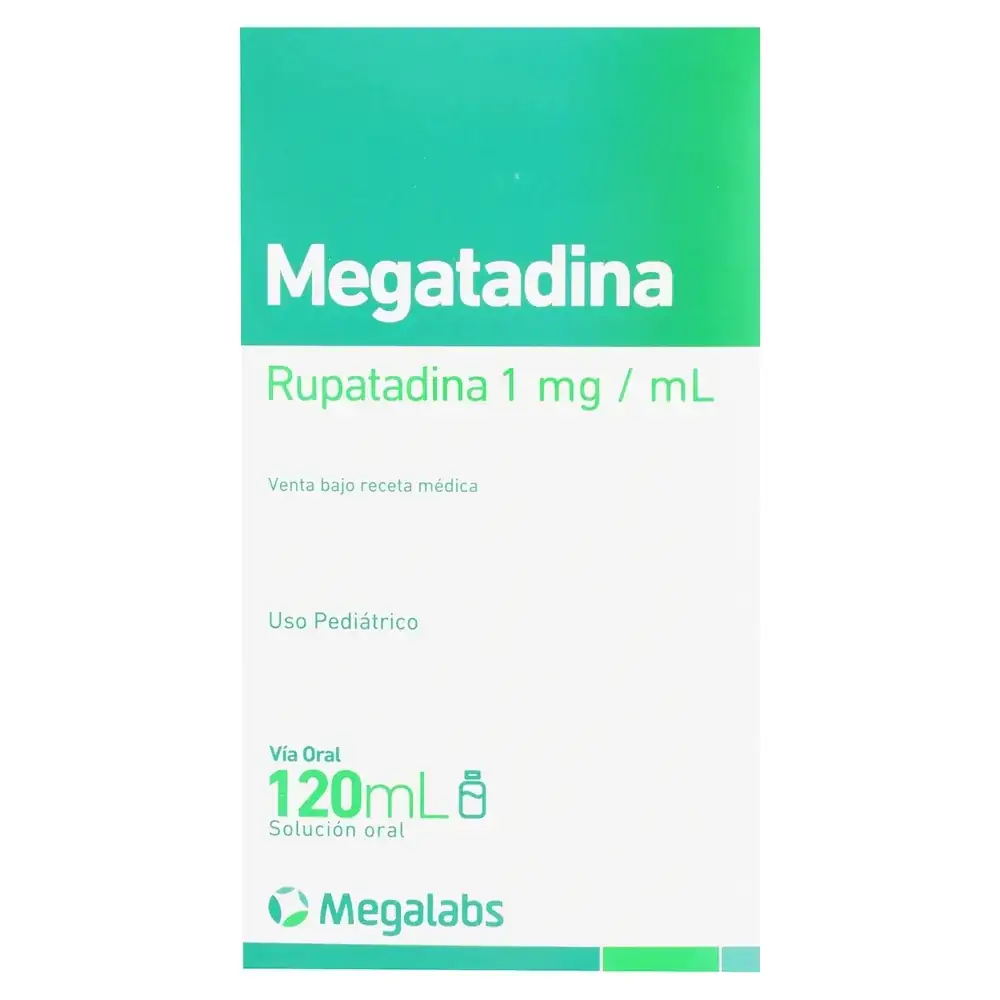 Megatadina
Rupatadina 1 mg / mL
Venta bajo receta médica
Uso Pediátrico
Vía Oral
120mL
Solución oral
Megalabs